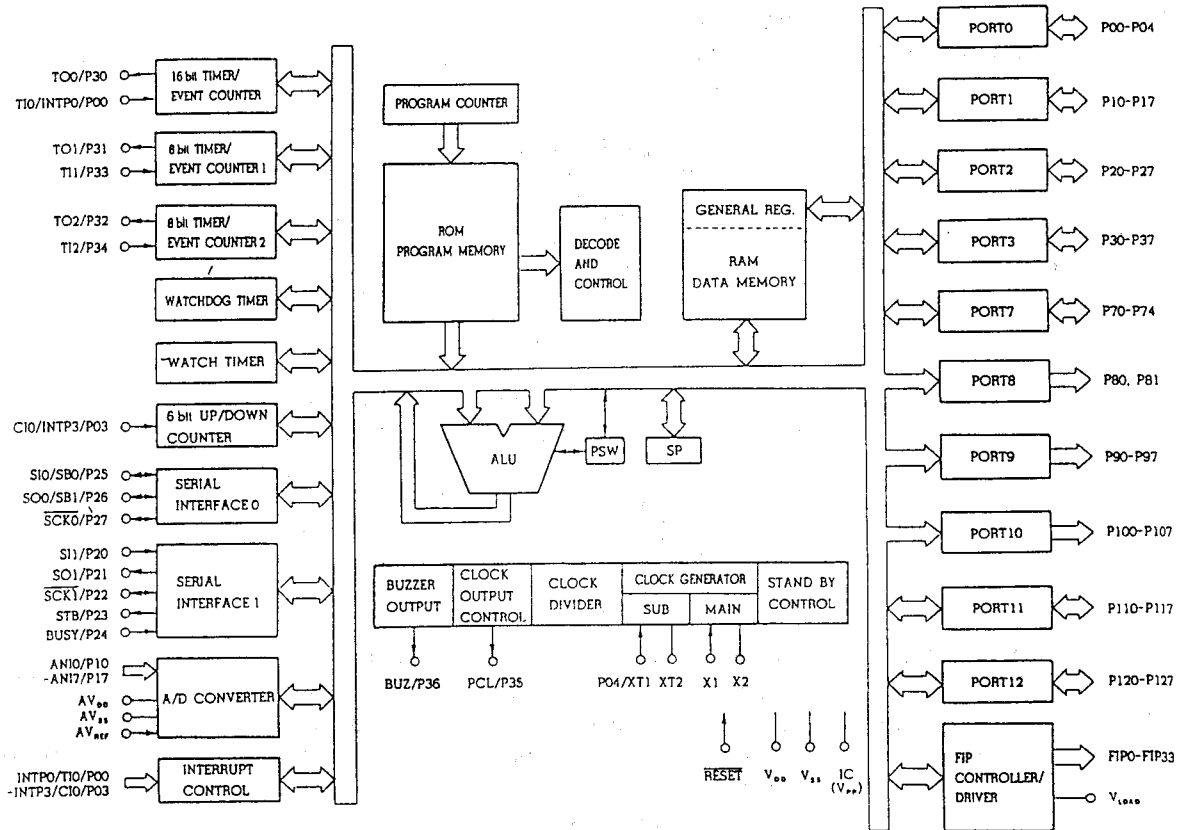 TO0/P30
TI0/INTP0/P00
16 bit TIMER/
EVENT COUNTER
TO1/P31
TI1/P33
8 bit TIMER/
EVENT COUNTER 1
TO2/P32
TI2/P34
8 bit TIMER/
EVENT COUNTER 2
WATCHDOG TIMER
WATCH TIMER
CI0/INTP3/P03
6 bit UP/DOWN
COUNTER
SI0/SB0/P25
SO0/SB1/P26
SCK0/P27
SERIAL
INTERFACE 0
SI1/P20
SO1/P21
SCK1/P22
STB/P23
BUSY/P24
SERIAL
INTERFACE 1
ANI0/P10
-ANI7/P17
AVDD
AVSS
AVREF
A/D CONVERTER
INTP0/TI0/P00
-INTP3/CI0/P03
INTERRUPT
CONTROL
PROGRAM COUNTER
ROM
PROGRAM MEMORY
DECODE
AND
CONTROL
GENERAL REG.
RAM
DATA MEMORY
ALU
PSW
SP
BUZZER
OUTPUT
CLOCK
OUTPUT
CONTROL
CLOCK
DIVIDER
CLOCK GENERATOR
SUB
MAIN
STAND BY
CONTROL
BUZ/P36
PCL/P35
P04/XT1
XT2
X1
X2
RESET
VDD
VSS
IC
(VPP)
PORT0
P00-P04
PORT1
P10-P17
PORT2
P20-P27
PORT3
P30-P37
PORT7
P70-P74
PORT8
P80, P81
PORT9
P90-P97
PORT10
P100-P107
PORT11
P110-P117
PORT12
P120-P127
FIP
CONTROLLER/
DRIVER
FIP0-FIP33
VLOAD